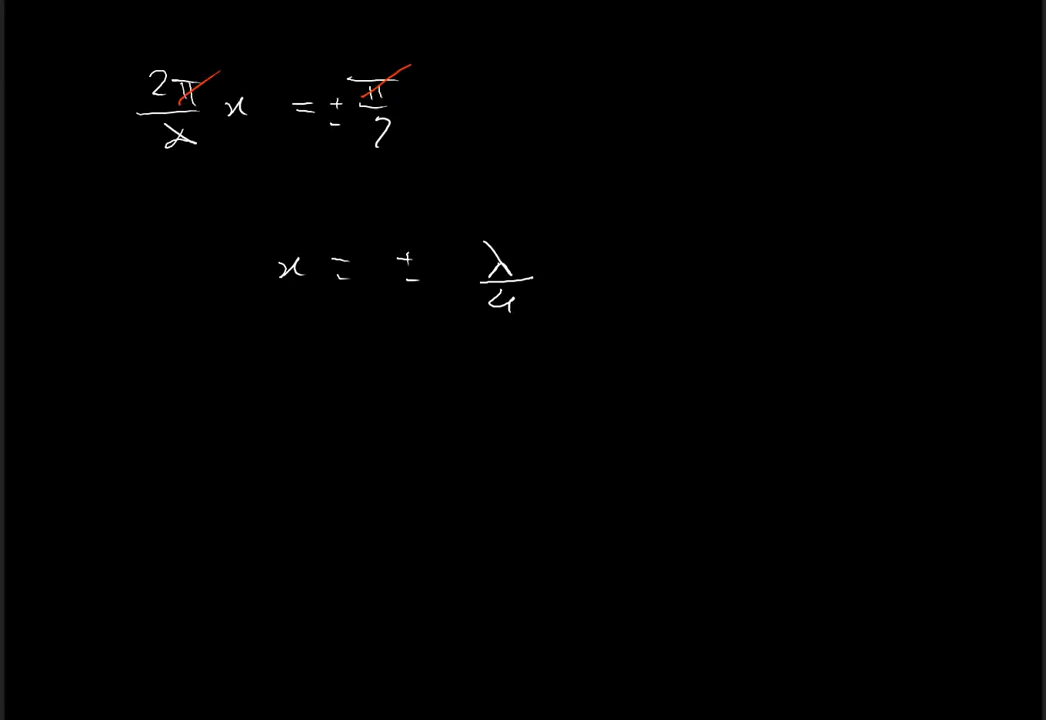 2π/λ x = ± π/2
x = ± λ/4